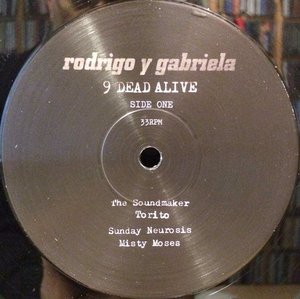 rodrigo y gabriela
9 DEAD ALIVE
SIDE ONE
33RPM
The Soundmaker
Torito
Sunday Neurosis
Misty Moses